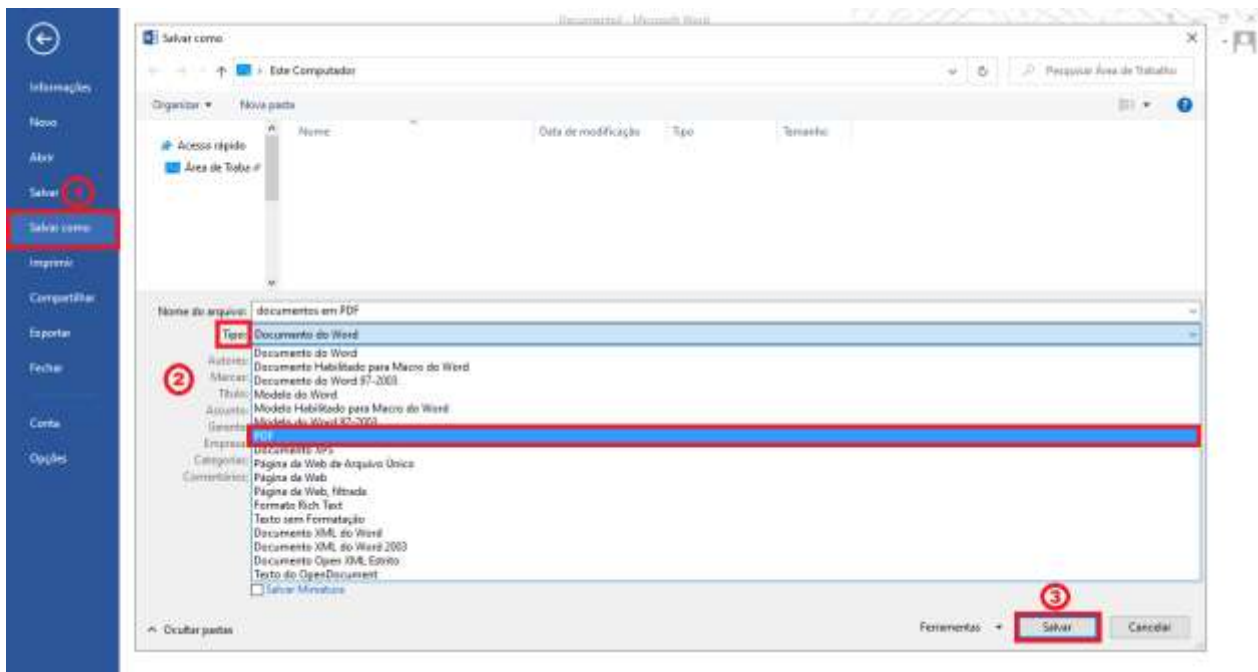 Documento1 - Microsoft Word
Salvar como
Este Computador
Pesquisar Área de Trabalho
Organizar
Nova pasta
Nome
Data de modificação
Tipo
Tamanho
Acesso rápido
Área de Traba
Informações
Novo
Abrir
Salvar
1
Salvar como
Imprimir
Compartilhar
Exportar
Fechar
Conta
Opções
Nome do arquivo: documentos em PDF
Tipo: Documento do Word
2
Autores:
Marcas:
Título:
Assunto:
Gerente:
Empresa:
Categorias:
Comentários:
Documento do Word
Documento Habilitado para Macro do Word
Documento do Word 97-2003
Modelo do Word
Modelo Habilitado para Macro do Word
Modelo do Word 97-2003
PDF
Documento XPS
Página da Web de Arquivo Único
Página da Web
Página da Web, filtrada
Formato Rich Text
Texto sem Formatação
Documento XML do Word
Documento XML do Word 2003
Documento Open XML Estrito
Texto do OpenDocument
Salvar Miniatura
3
Ocultar pastas
Ferramentas
Salvar
Cancelar